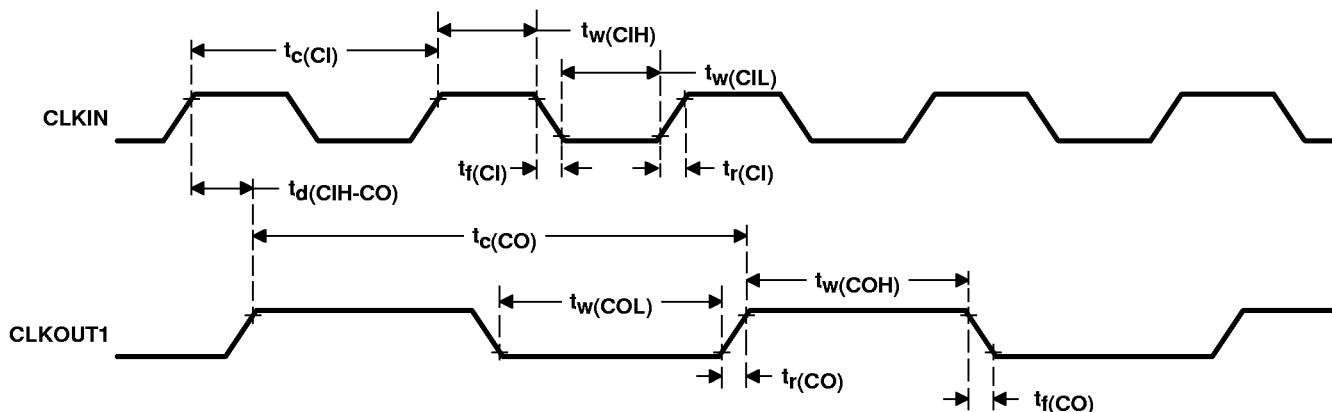 tw(CIH)
tc(CI)
tw(CIL)
CLKIN
tf(CI)
tr(CI)
td(CIH-CO)
tc(CO)
tw(COH)
tw(COL)
CLKOUT1
tr(CO)
tf(CO)